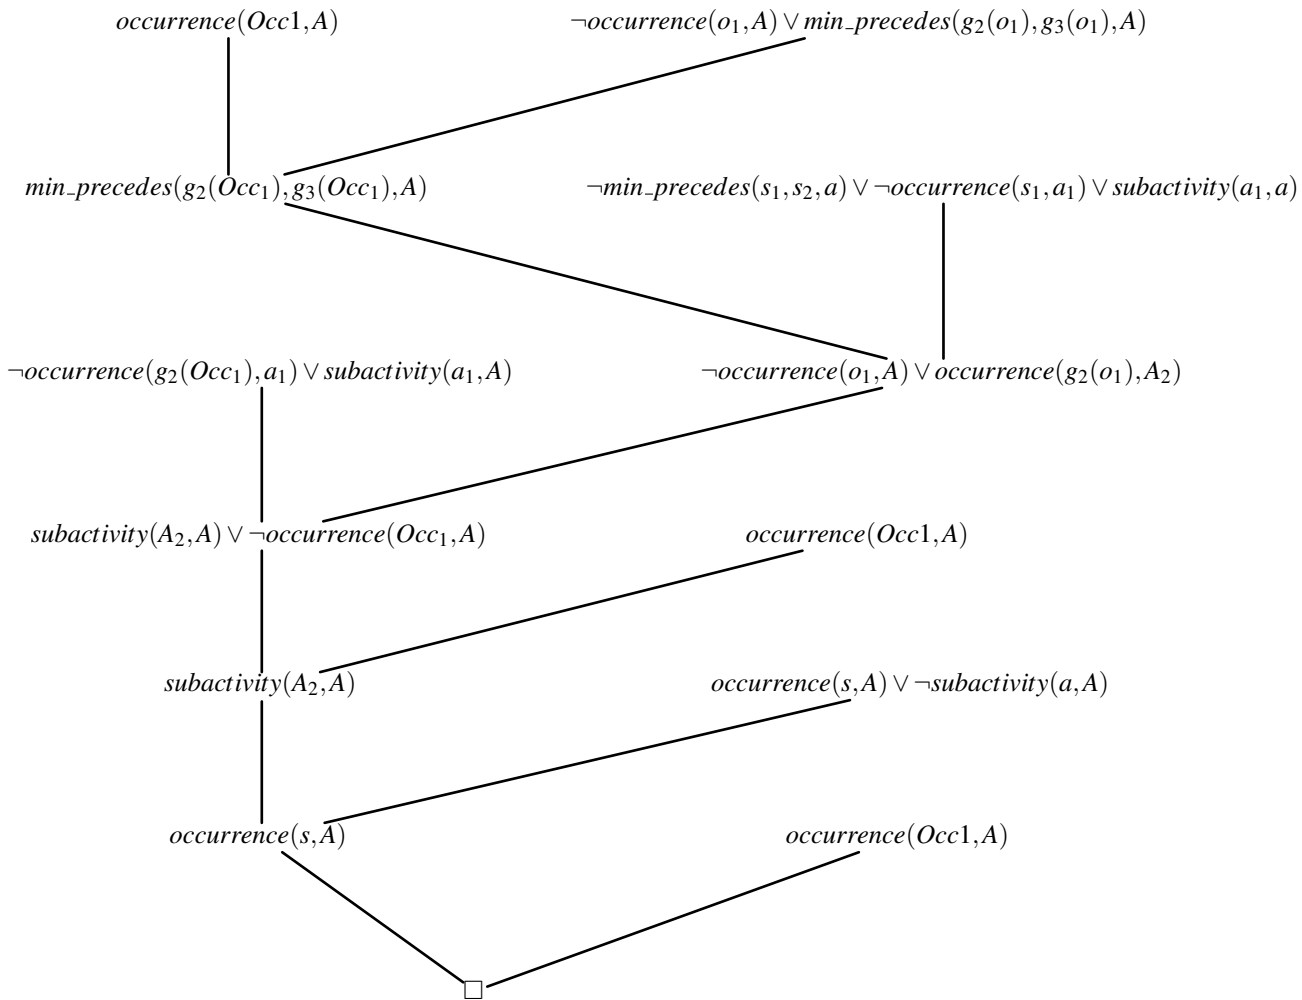 occurrence(Occ1,A)
¬occurrence(o₁,A) ∨ min_precedes(g₂(o₁),g₃(o₁),A)
min_precedes(g₂(Occ₁),g₃(Occ₁),A)
¬min_precedes(s₁,s₂,a) ∨ ¬occurrence(s₁,a₁) ∨ subactivity(a₁,a)
¬occurrence(g₂(Occ₁),a₁) ∨ subactivity(a₁,A)
¬occurrence(o₁,A) ∨ occurrence(g₂(o₁),A₂)
subactivity(A₂,A) ∨ ¬occurrence(Occ₁,A)
occurrence(Occ1,A)
subactivity(A₂,A)
occurrence(s,A) ∨ ¬subactivity(a,A)
occurrence(s,A)
occurrence(Occ1,A)
□